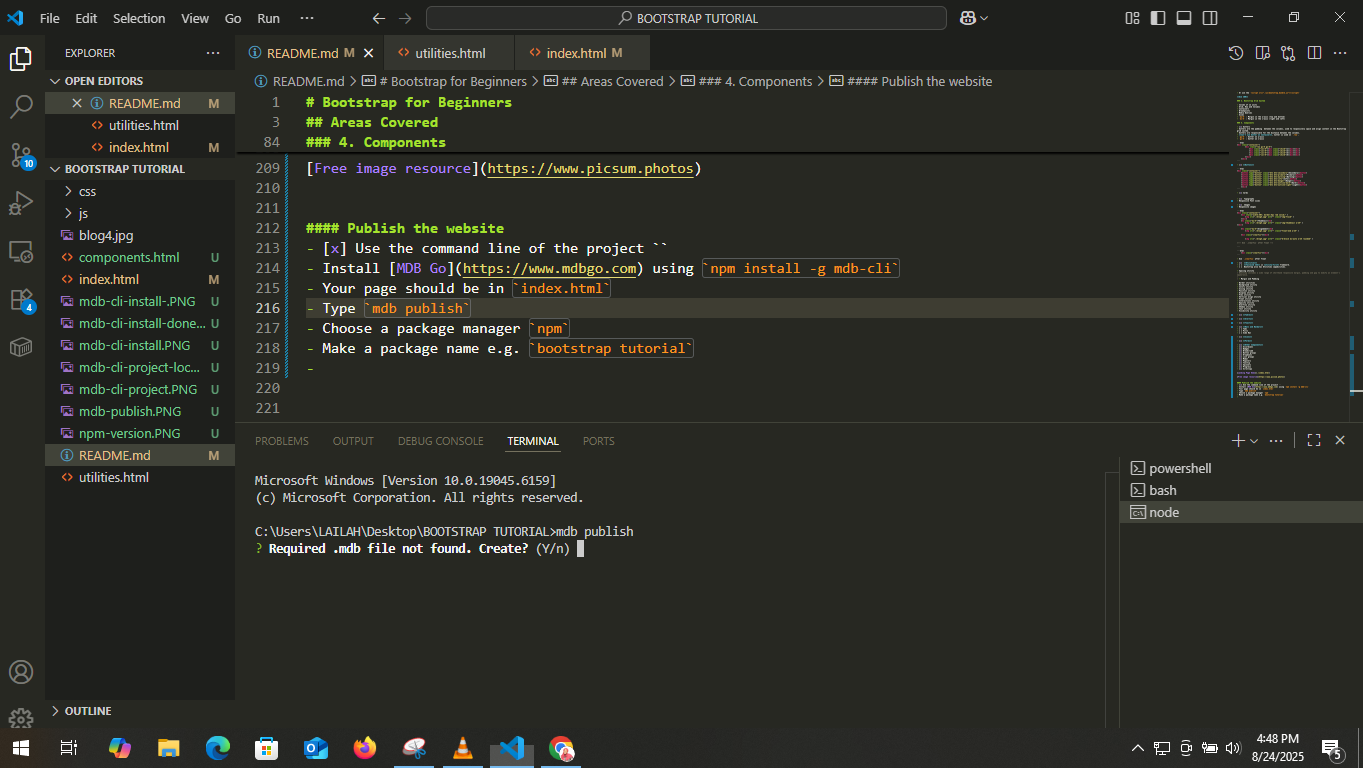 File Edit Selection View Go Run ··· BOOTSTRAP TUTORIAL
EXPLORER ···
OPEN EDITORS
README.md M
utilities.html
index.html M
BOOTSTRAP TUTORIAL
css
js
blog4.jpg
components.html U
index.html M
mdb-cli-install-.PNG U
mdb-cli-install-done... U
mdb-cli-install.PNG U
mdb-cli-project-loc... U
mdb-cli-project.PNG U
mdb-publish.PNG U
npm-version.PNG U
README.md M
utilities.html
OUTLINE
10
4
README.md M utilities.html index.html M
README.md > # Bootstrap for Beginners > ## Areas Covered > ### 4. Components > #### Publish the website
1 # Bootstrap for Beginners
3 ## Areas Covered
84 ### 4. Components
209 [Free image resource](https://www.picsum.photos)
210
211
212 #### Publish the website
213 - [x] Use the command line of the project ``
214 - Install [MDB Go](https://www.mdbgo.com) using `npm install -g mdb-cli`
215 - Your page should be in `index.html`
216 - Type `mdb publish`
217 - Choose a package manager `npm`
218 - Make a package name e.g. `bootstrap tutorial`
219 -
220
221
PROBLEMS OUTPUT DEBUG CONSOLE TERMINAL PORTS
Microsoft Windows [Version 10.0.19045.6159]
(c) Microsoft Corporation. All rights reserved.
C:\Users\LAILAH\Desktop\BOOTSTRAP TUTORIAL>mdb publish
? Required .mdb file not found. Create? (Y/n)
powershell
bash
node
4:48 PM
8/24/2025
5